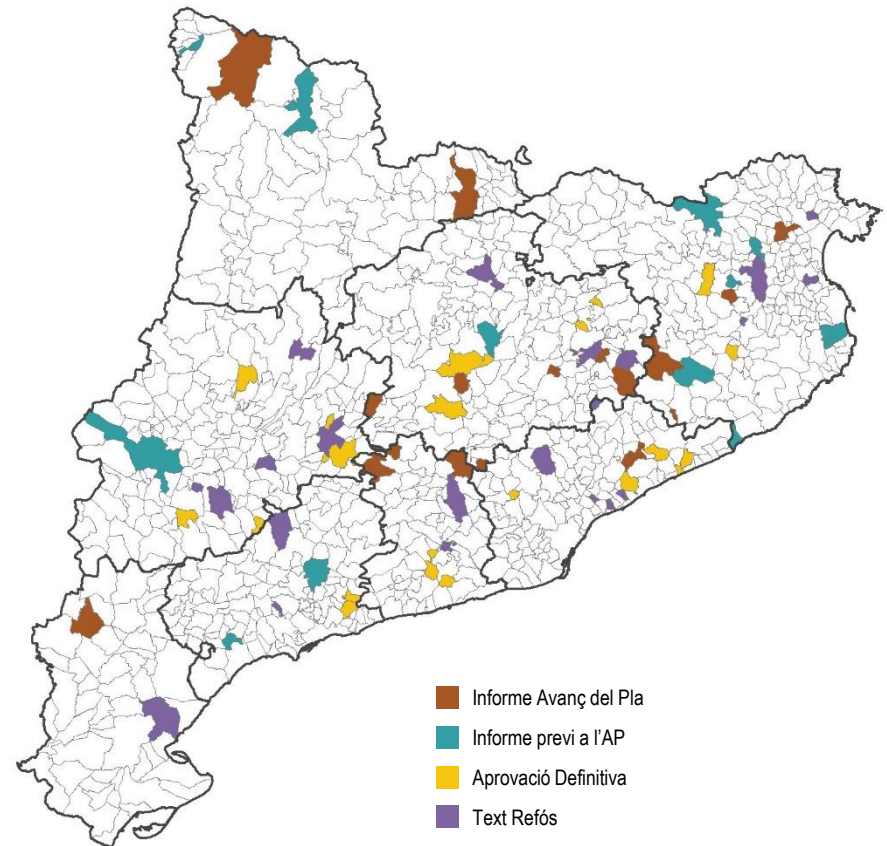 Informe Avanç del Pla
Informe previ a l'AP
Aprovació Definitiva
Text Refós